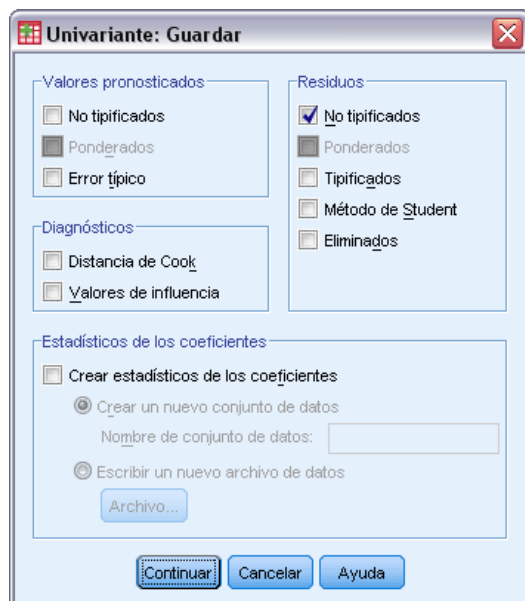 Univariante: Guardar
Valores pronosticados
No tipificados
Ponderados
Error típico
Diagnósticos
Distancia de Cook
Valores de influencia
Residuos
No tipificados
Ponderados
Tipificados
Método de Student
Eliminados
Estadísticos de los coeficientes
Crear estadísticos de los coeficientes
Crear un nuevo conjunto de datos
Nombre de conjunto de datos:
Escribir un nuevo archivo de datos
Archivo...
Continuar
Cancelar
Ayuda